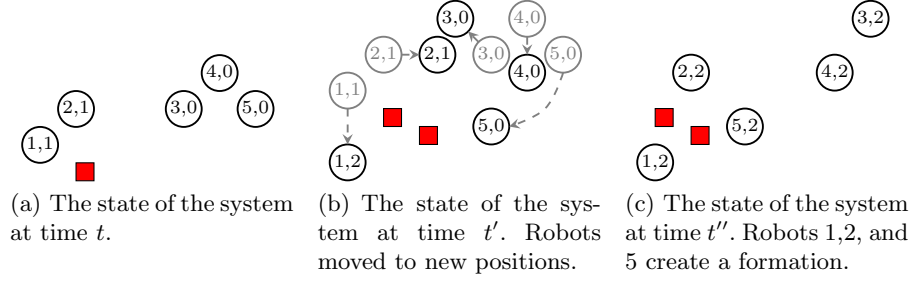 4,0
2,1
3,0
5,0
1,1
3,0
4,0
2,1
2,1
3,0
5,0
4,0
1,1
5,0
1,2
3,2
2,2
4,2
5,2
1,2
(a) The state of the system
at time t.
(b) The state of the sys-
tem at time t′. Robots
moved to new positions.
(c) The state of the system
at time t′′. Robots 1,2, and
5 create a formation.